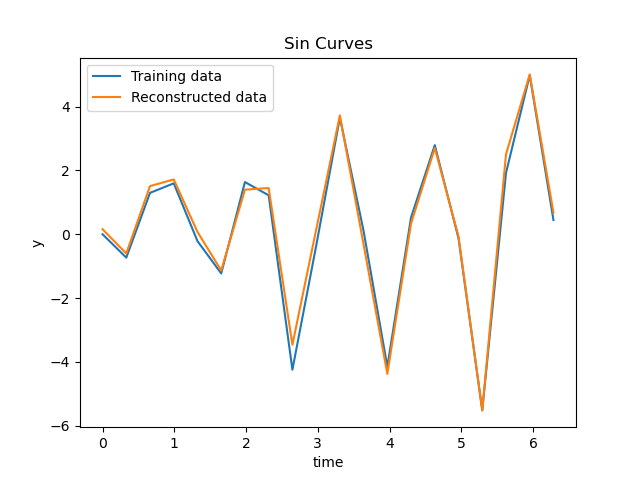 Sin Curves
Training data
Reconstructed data
4
2
0
−2
−4
−6
y
0 1 2 3 4 5 6
time